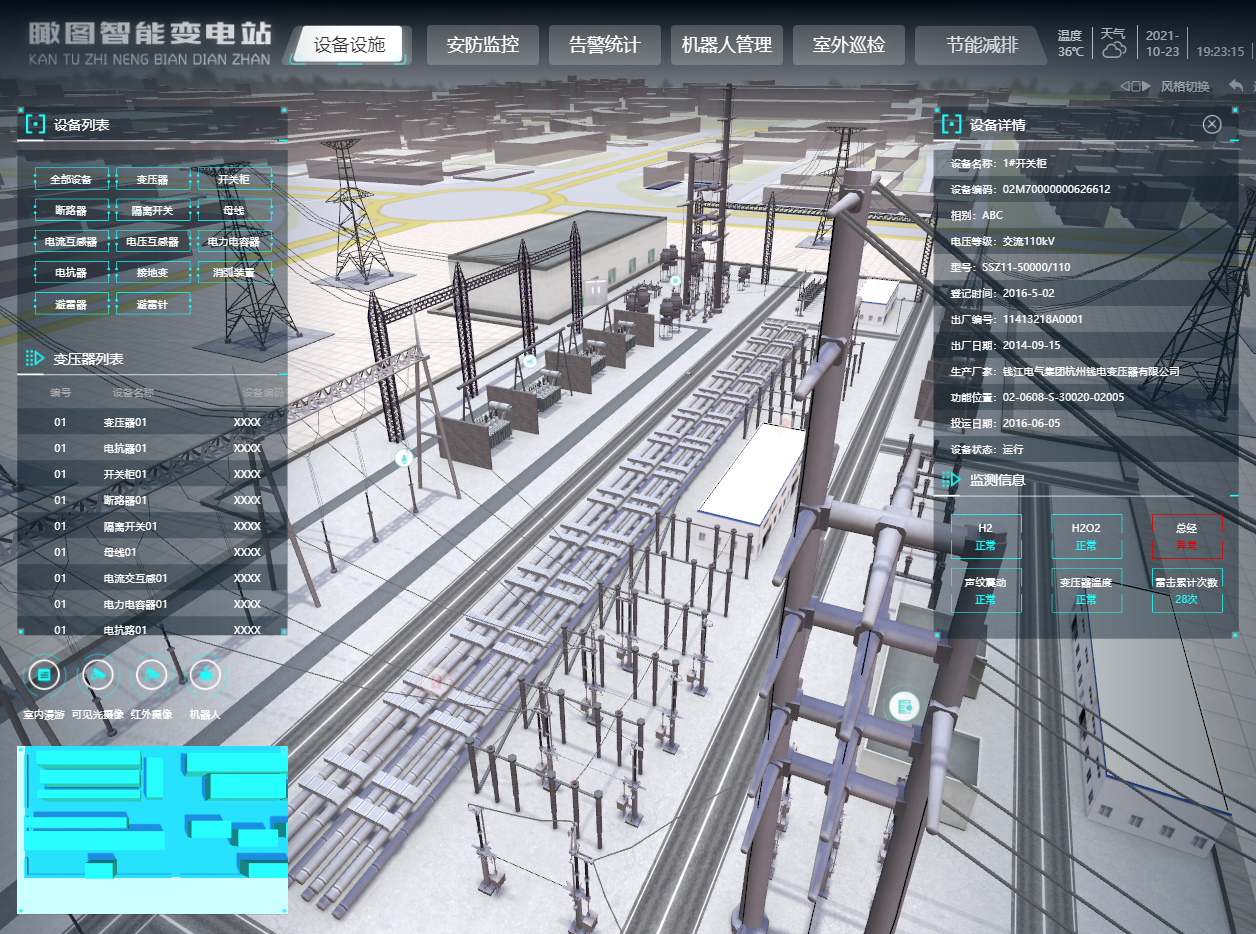 瞰图智能变电站
KAN TU ZHI NENG BIAN DIAN ZHAN
设备设施
安防监控
告警统计
机器人管理
室外巡检
节能减排
温度
36℃
天气
2021-
10-23
19:23:15
风格切换
设备列表
全部设备 变压器 开关柜
断路器 隔离开关 母线
电流互感器 电压互感器 电力电容器
电抗器 接地变 消弧装置
避雷器 避雷针
变压器列表
编号 设备名称 设备编码
01 变压器01 XXXX
01 电抗器01 XXXX
01 开关柜01 XXXX
01 断路器01 XXXX
01 隔离开关01 XXXX
01 母线01 XXXX
01 电流交互感01 XXXX
01 电力电容器01 XXXX
01 电抗路01 XXXX
室内漫游 可见光摄像 红外摄像 机器人
设备详情
设备名称：1#开关柜
设备编码：02M70000000626612
相别：ABC
电压等级：交流110kV
型号：SSZ11-50000/110
登记时间：2016-5-02
出厂编号：11413218A0001
出厂日期：2014-09-15
生产厂家：钱江电气集团杭州钱电变压器有限公司
功能位置：02-0608-S-30020-02005
投运日期：2016-06-05
设备状态：运行
监测信息
H2
正常
H2O2
正常
总烃
异常
声纹震动
正常
变压器温度
正常
雷击累计次数
28次